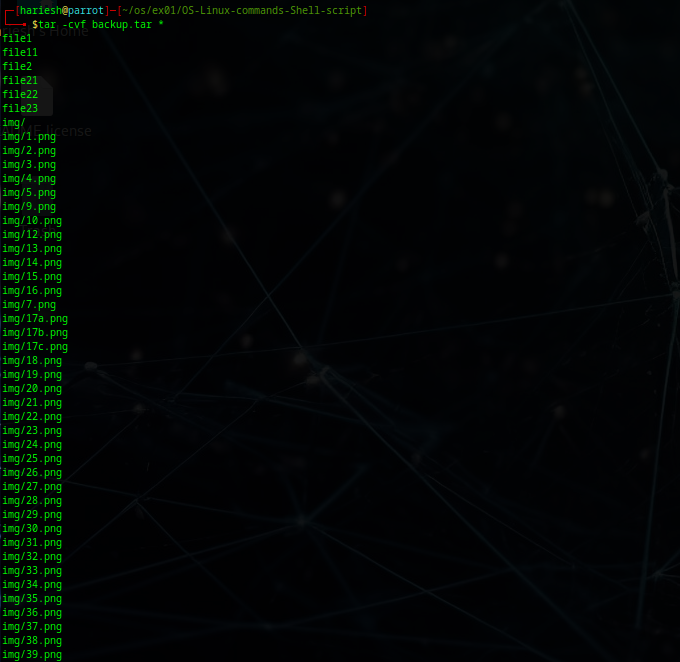 [hariesh@parrot]-[~/os/ex01/OS-Linux-commands-Shell-script]
$tar -cvf backup.tar *
file1
file11
file2
file21
file22
file23
img/
license
img/1.png
img/2.png
img/3.png
img/4.png
img/5.png
img/9.png
img/10.png
img/12.png
img/13.png
img/14.png
img/15.png
img/16.png
img/7.png
img/17a.png
img/17b.png
img/17c.png
img/18.png
img/19.png
img/20.png
img/21.png
img/22.png
img/23.png
img/24.png
img/25.png
img/26.png
img/27.png
img/28.png
img/29.png
img/30.png
img/31.png
img/32.png
img/33.png
img/34.png
img/35.png
img/36.png
img/37.png
img/38.png
img/39.png